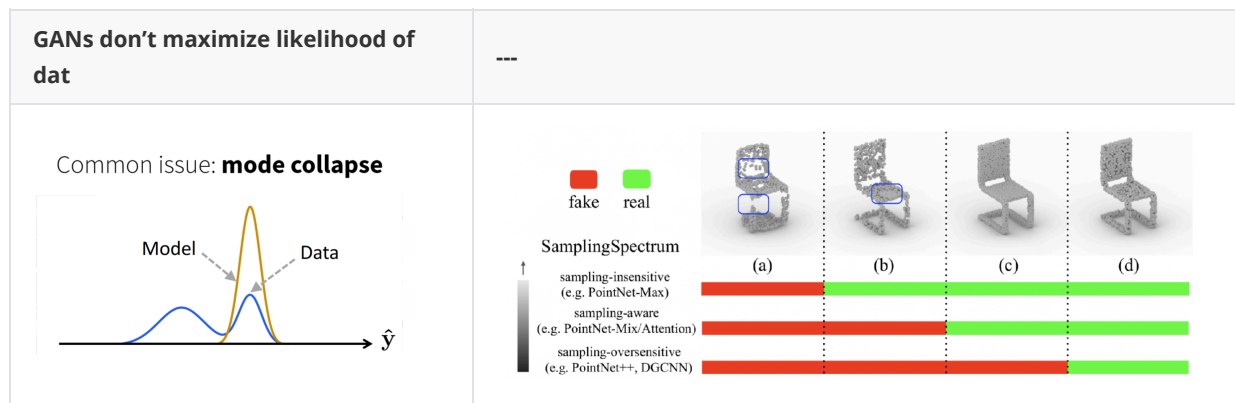 GANs don’t maximize likelihood of
dat
---
Common issue: mode collapse
Model
Data
ŷ
fake real
SamplingSpectrum
(a) (b) (c) (d)
sampling-insensitive
(e.g. PointNet-Max)
sampling-aware
(e.g. PointNet-Mix/Attention)
sampling-oversensitive
(e.g. PointNet++, DGCNN)